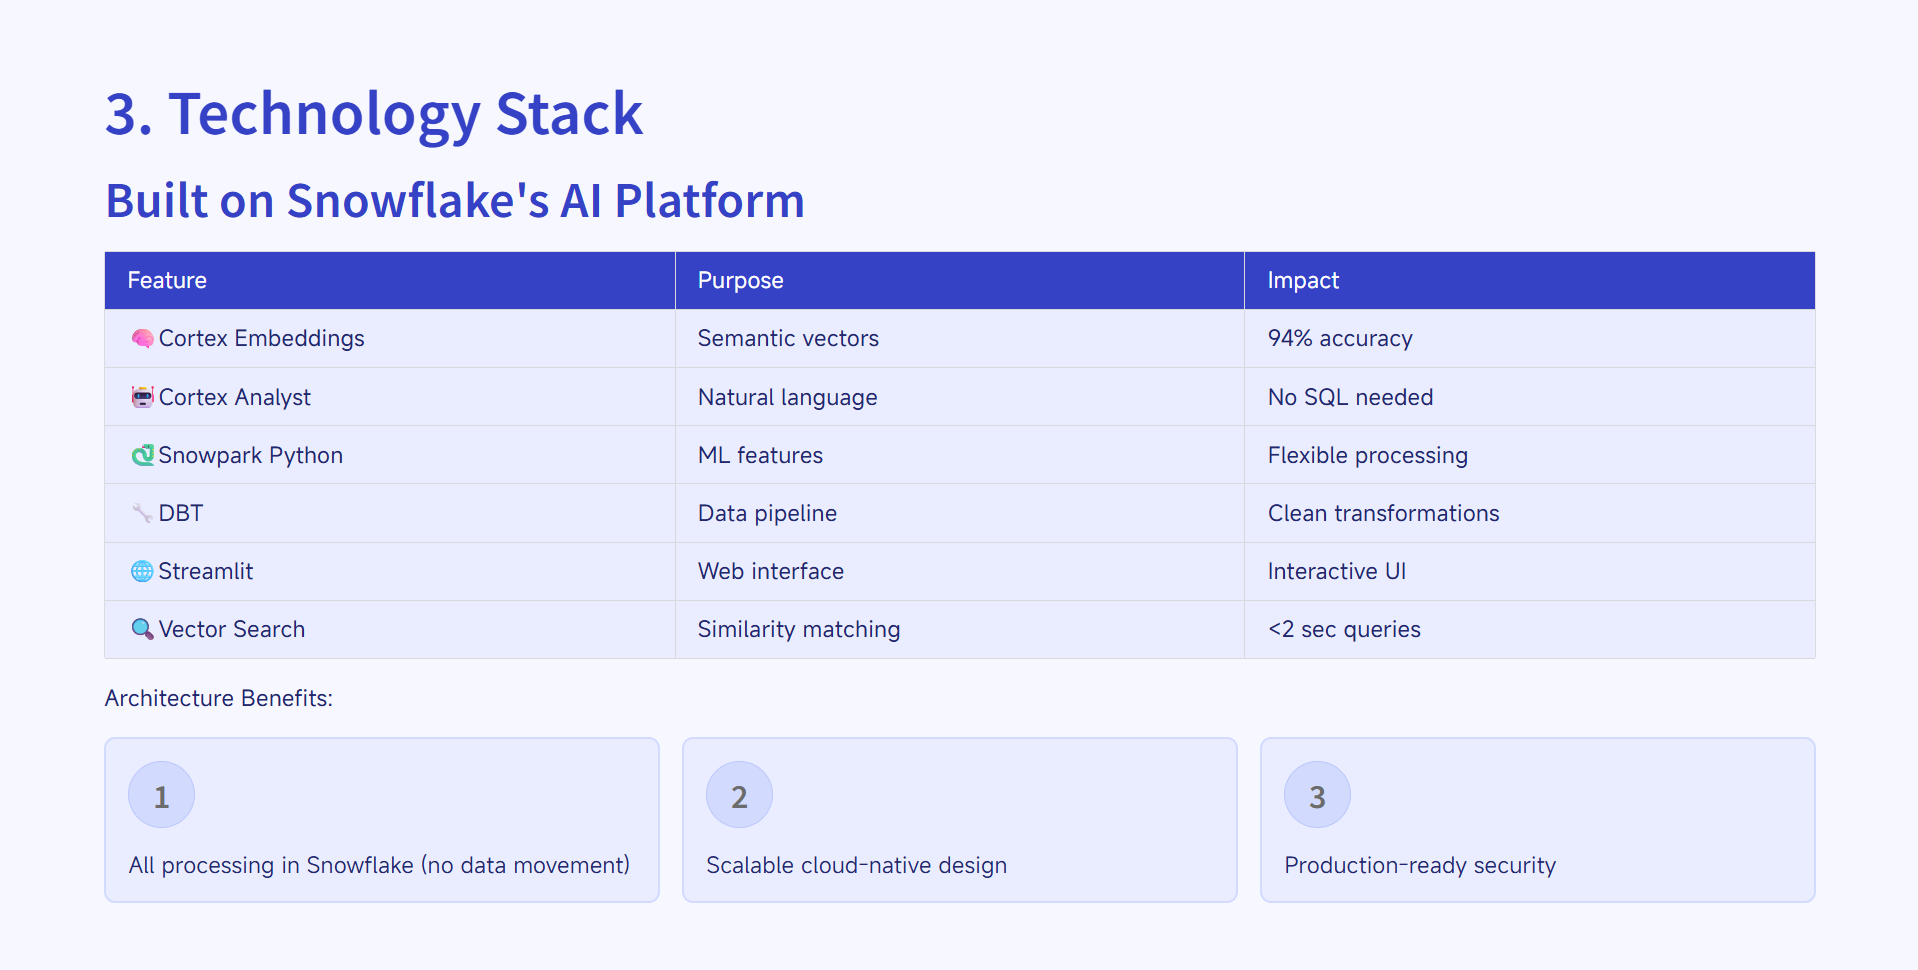 3. Technology Stack
Built on Snowflake's AI Platform
Feature Purpose Impact
Cortex Embeddings Semantic vectors 94% accuracy
Cortex Analyst Natural language No SQL needed
Snowpark Python ML features Flexible processing
DBT Data pipeline Clean transformations
Streamlit Web interface Interactive UI
Vector Search Similarity matching <2 sec queries
Architecture Benefits:
1
All processing in Snowflake (no data movement)
2
Scalable cloud-native design
3
Production-ready security